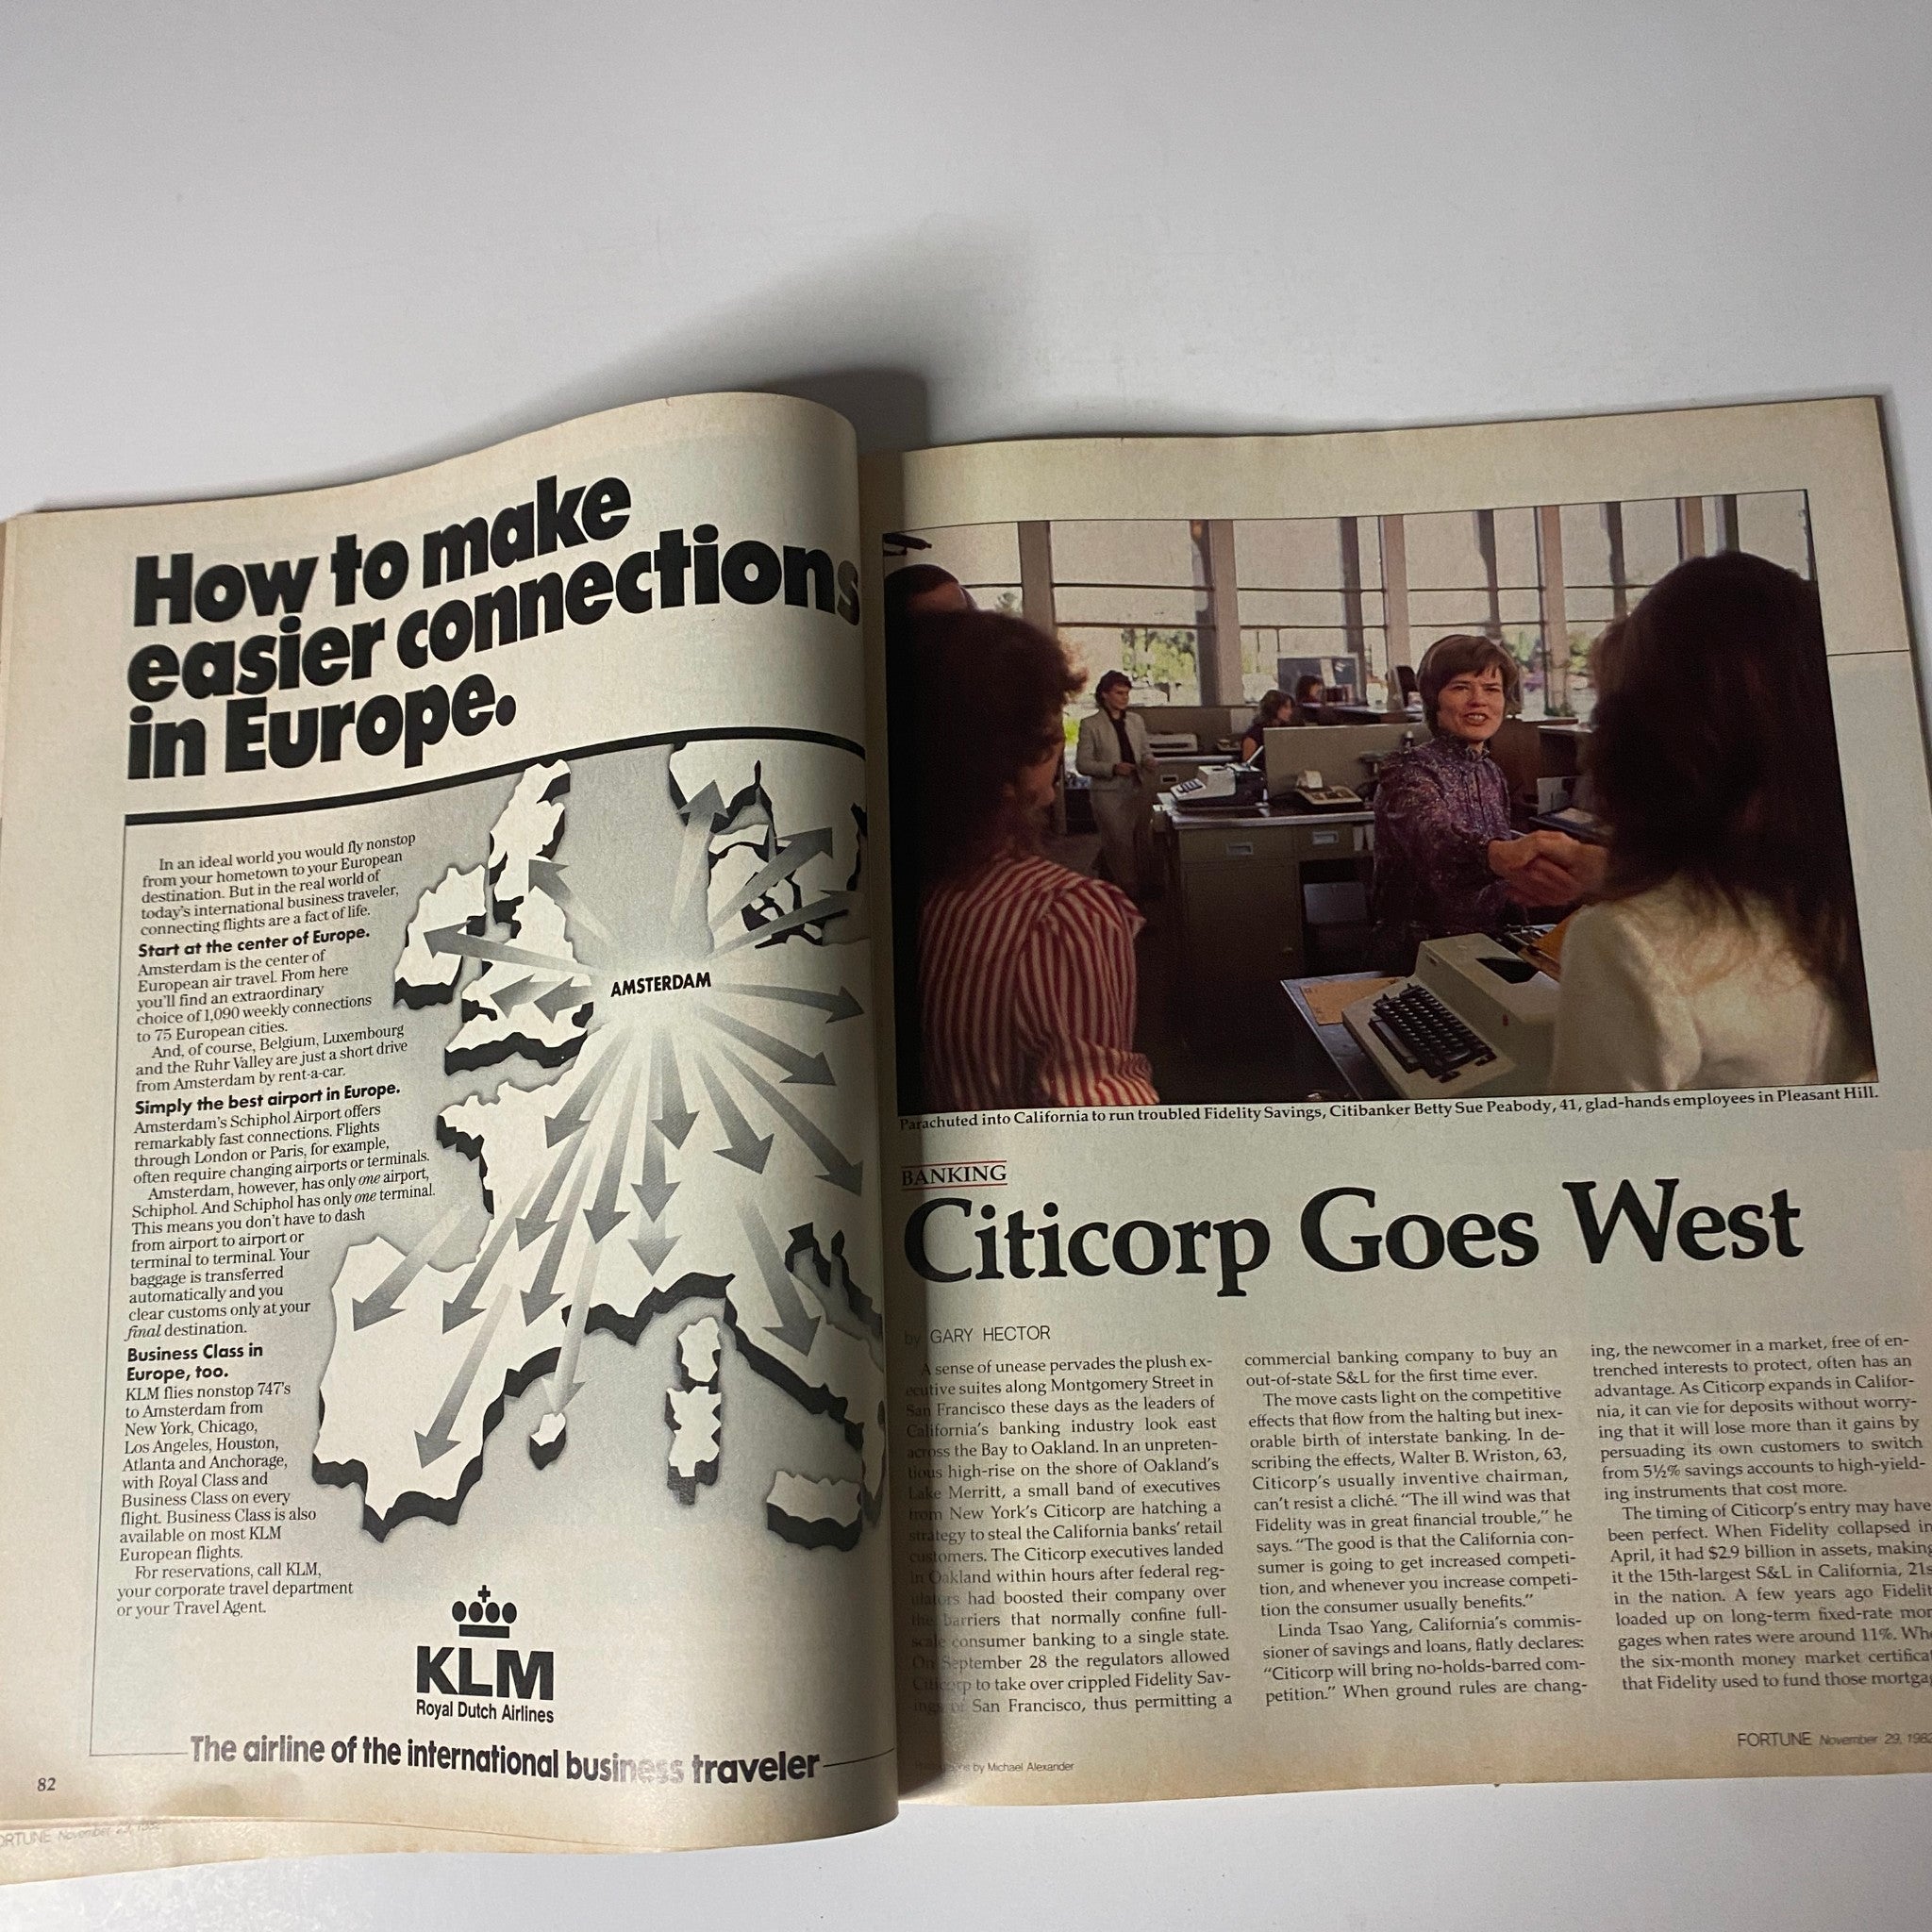 How to make
easier connections
in Europe.
In an ideal world you would fly nonstop
from your hometown to your European
destination. But in the real world of
today's international business traveler,
connecting flights are a fact of life.
Start at the center of Europe.
Amsterdam is the center of
European air travel. From here
you'll find an extraordinary
choice of 1,090 weekly connections
to 75 European cities.
And, of course, Belgium, Luxembourg
and the Ruhr Valley are just a short drive
from Amsterdam by rent-a-car.
Simply the best airport in Europe.
Amsterdam's Schiphol Airport offers
remarkably fast connections. Flights
through London or Paris, for example,
often require changing airports or terminals.
Amsterdam, however, has only one airport,
Schiphol. And Schiphol has only one terminal.
This means you don't have to dash
from airport to airport or
terminal to terminal. Your
baggage is transferred
automatically and you
clear customs only at your
final destination.
Business Class in
Europe, too.
KLM flies nonstop 747's
to Amsterdam from
New York, Chicago,
Los Angeles, Houston,
Atlanta and Anchorage,
with Royal Class and
Business Class on every
flight. Business Class is also
available on most KLM
European flights.
For reservations, call KLM,
your corporate travel department
or your Travel Agent.
AMSTERDAM
KLM
Royal Dutch Airlines
The airline of the international business traveler
82
FORTUNE November 29, 1982
Parachuted into California to run troubled Fidelity Savings, Citibanker Betty Sue Peabody, 41, glad-hands employees in Pleasant Hill.
BANKING
Citicorp Goes West
by GARY HECTOR
A sense of unease pervades the plush ex-
ecutive suites along Montgomery Street in
San Francisco these days as the leaders of
California's banking industry look east
across the Bay to Oakland. In an unpreten-
tious high-rise on the shore of Oakland's
Lake Merritt, a small band of executives
from New York's Citicorp are hatching a
strategy to steal the California banks' retail
customers. The Citicorp executives landed
in Oakland within hours after federal reg-
ulators had boosted their company over
the barriers that normally confine full-
scale consumer banking to a single state.
On September 28 the regulators allowed
Citicorp to take over crippled Fidelity Sav-
ings of San Francisco, thus permitting a
commercial banking company to buy an
out-of-state S&L for the first time ever.
The move casts light on the competitive
effects that flow from the halting but inex-
orable birth of interstate banking. In de-
scribing the effects, Walter B. Wriston, 63,
Citicorp's usually inventive chairman,
can't resist a cliché. "The ill wind was that
Fidelity was in great financial trouble," he
says. "The good is that the California con-
sumer is going to get increased competi-
tion, and whenever you increase competi-
tion the consumer usually benefits."
Linda Tsao Yang, California's commis-
sioner of savings and loans, flatly declares:
"Citicorp will bring no-holds-barred com-
petition." When ground rules are chang-
ing, the newcomer in a market, free of en-
trenched interests to protect, often has an
advantage. As Citicorp expands in Califor-
nia, it can vie for deposits without worry-
ing that it will lose more than it gains by
persuading its own customers to switch
from 5½% savings accounts to high-yield-
ing instruments that cost more.
The timing of Citicorp's entry may have
been perfect. When Fidelity collapsed in
April, it had $2.9 billion in assets, making
it the 15th-largest S&L in California, 21s
in the nation. A few years ago Fidelit
loaded up on long-term fixed-rate mor
gages when rates were around 11%. Whe
the six-month money market certificat
that Fidelity used to fund those mortga
by Michael Alexander
FORTUNE November 29, 1982